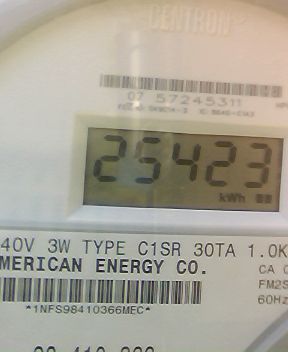 CENTRON
07 57245311
25423
kWh
40V 3W TYPE C1SR 30TA 1.0K
MERICAN ENERGY CO.
CA 0
FM2S
60Hz
*1NFS98410366MEC*